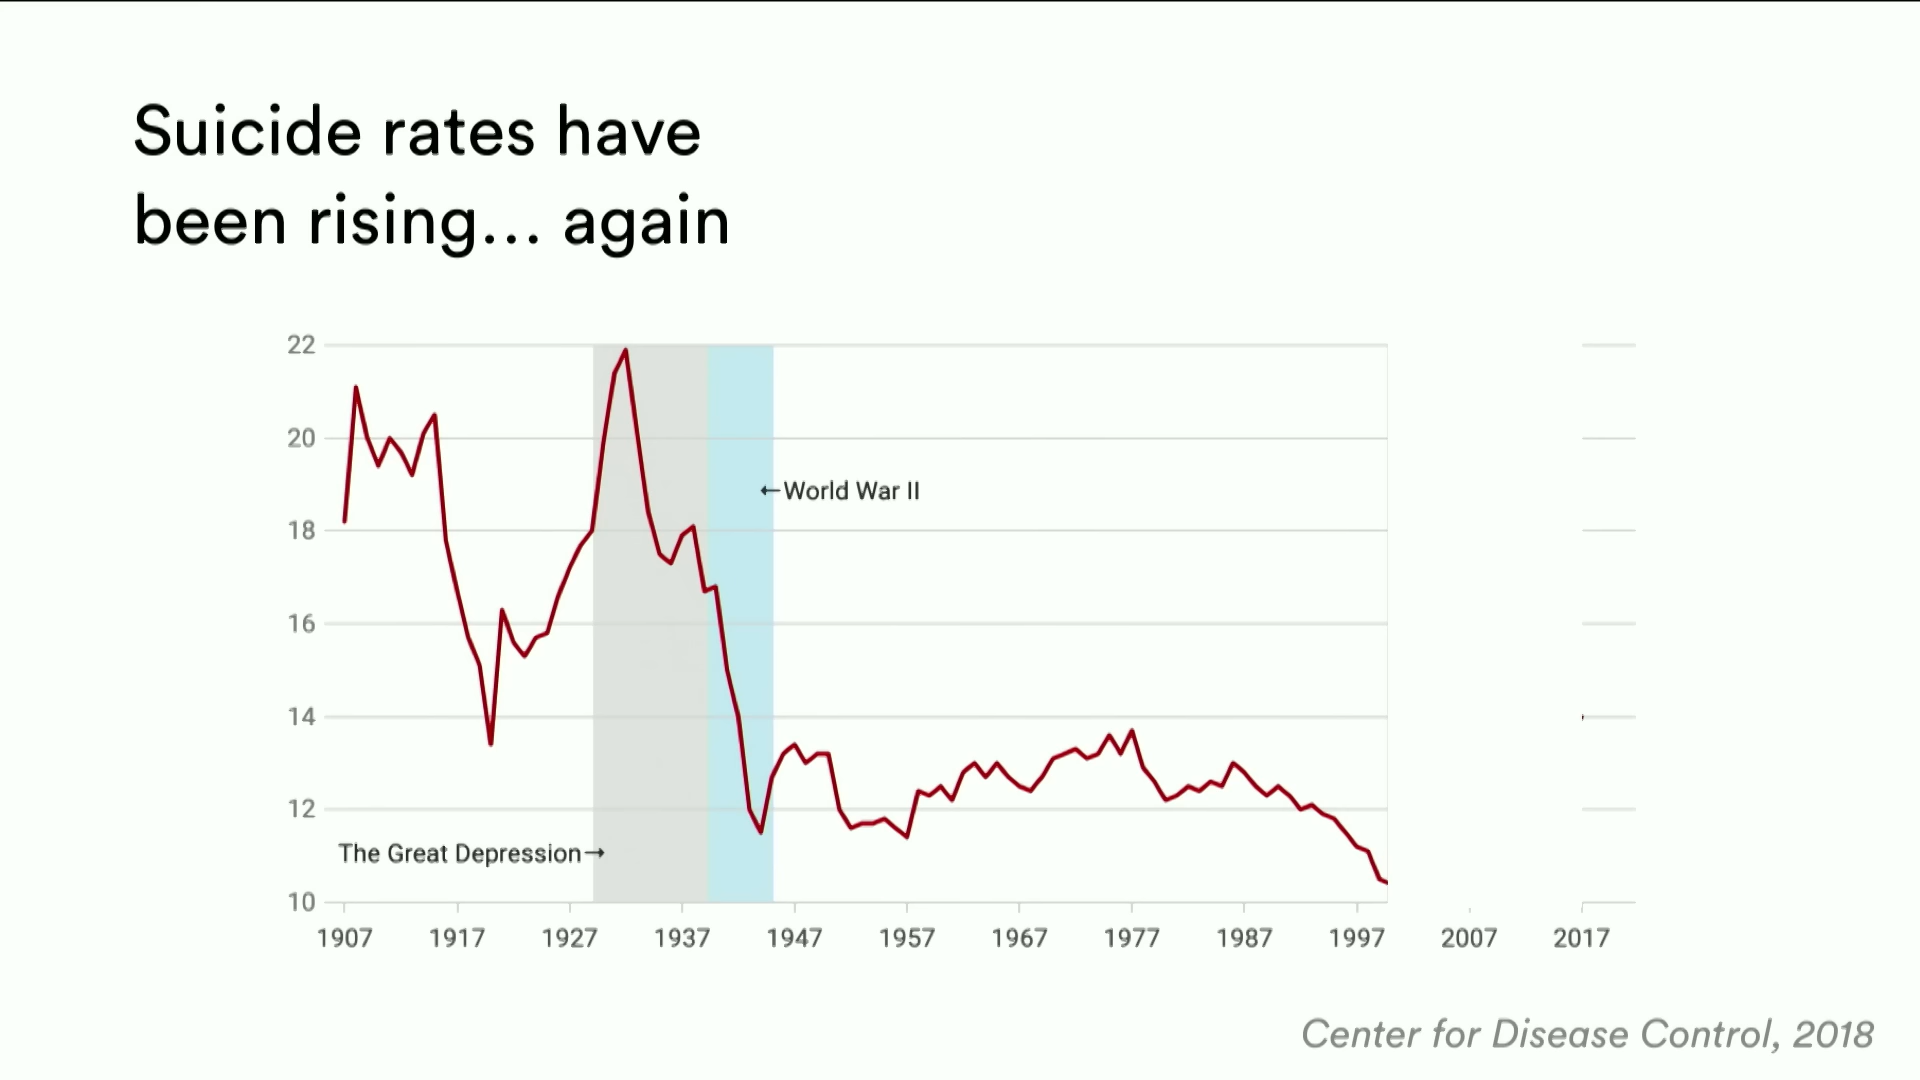 Suicide rates have
been rising... again
22
20
←World War II
18
16
14
12
The Great Depression→
10
1907 1917 1927 1937 1947 1957 1967 1977 1987 1997 2007 2017
Center for Disease Control, 2018